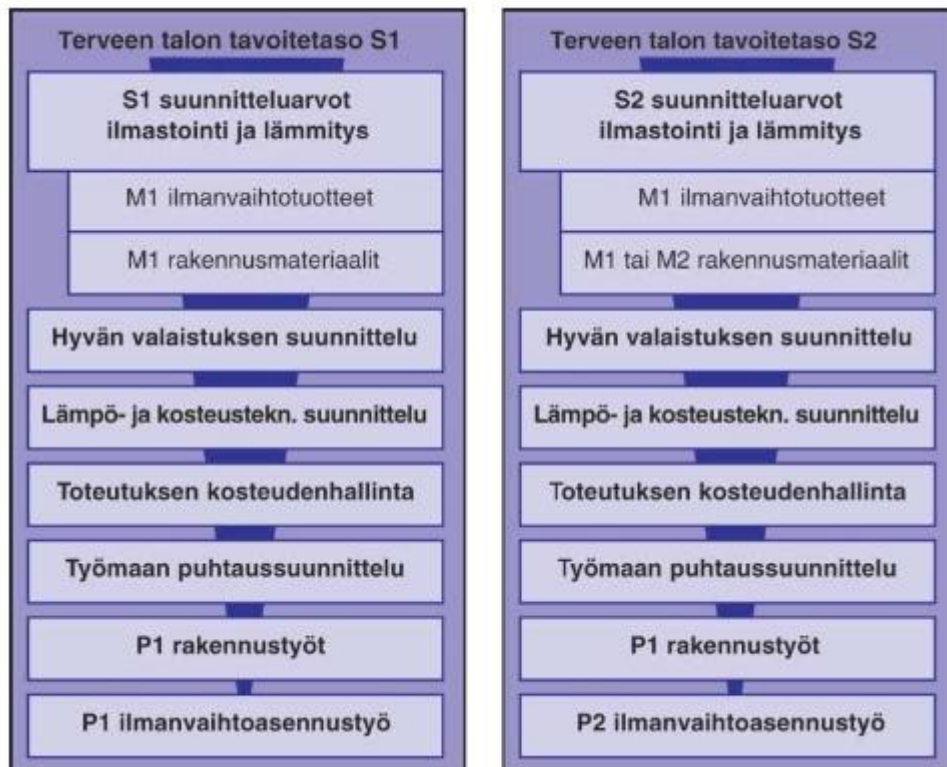 Terveen talon tavoitetaso S1
S1 suunnitteluarvot
ilmastointi ja lämmitys
M1 ilmanvaihtotuotteet
M1 rakennusmateriaalit
Hyvän valaistuksen suunnittelu
Lämpö- ja kosteustekn. suunnittelu
Toteutuksen kosteudenhallinta
Työmaan puhtaussuunnittelu
P1 rakennustyöt
P1 ilmanvaihtoasennustyö
Terveen talon tavoitetaso S2
S2 suunnitteluarvot
ilmastointi ja lämmitys
M1 ilmanvaihtotuotteet
M1 tai M2 rakennusmateriaalit
Hyvän valaistuksen suunnittelu
Lämpö- ja kosteustekn. suunnittelu
Toteutuksen kosteudenhallinta
Työmaan puhtaussuunnittelu
P1 rakennustyöt
P2 ilmanvaihtoasennustyö